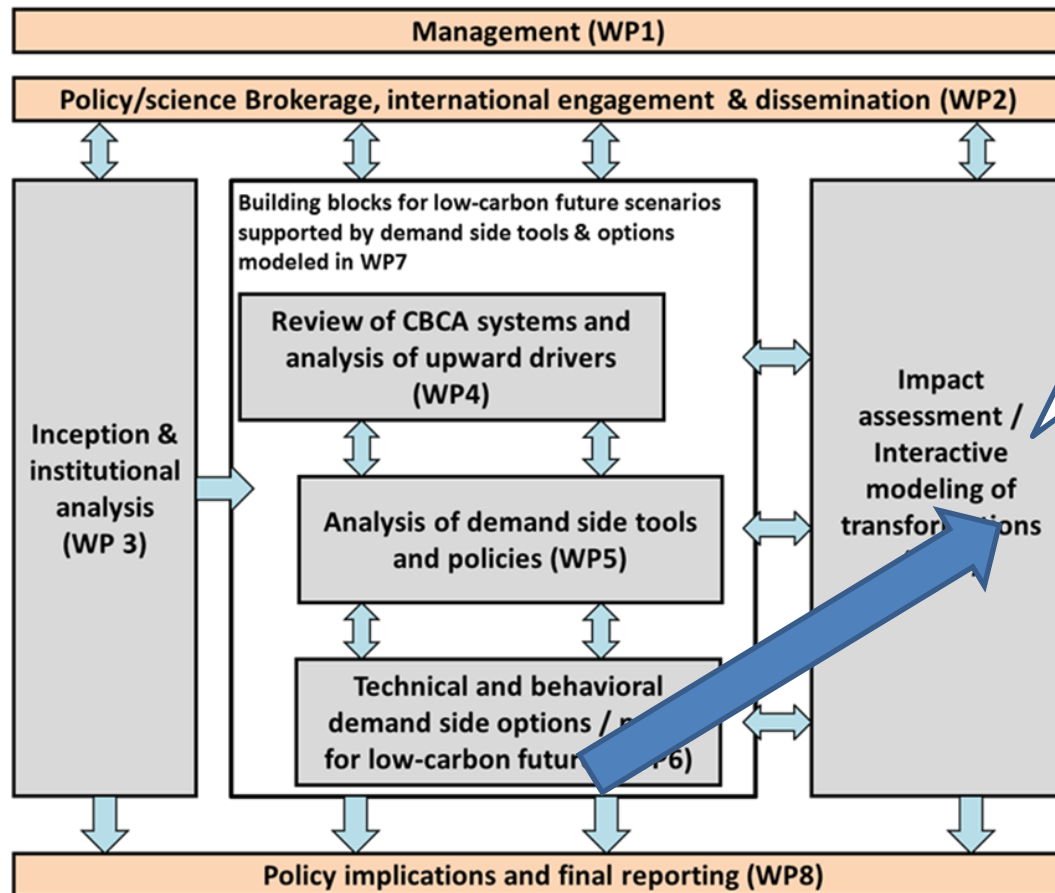 Management (WP1)
Policy/science Brokerage, international engagement & dissemination (WP2)
Building blocks for low-carbon future scenarios
supported by demand side tools & options
modeled in WP7
Review of CBCA systems and
analysis of upward drivers
(WP4)
Inception &
institutional
analysis
(WP 3)
Analysis of demand side tools
and policies (WP5)
Technical and behavioral
demand side options /
for low-carbon
Impact
assessment /
Interactive
modeling of
Policy implications and final reporting (WP8)